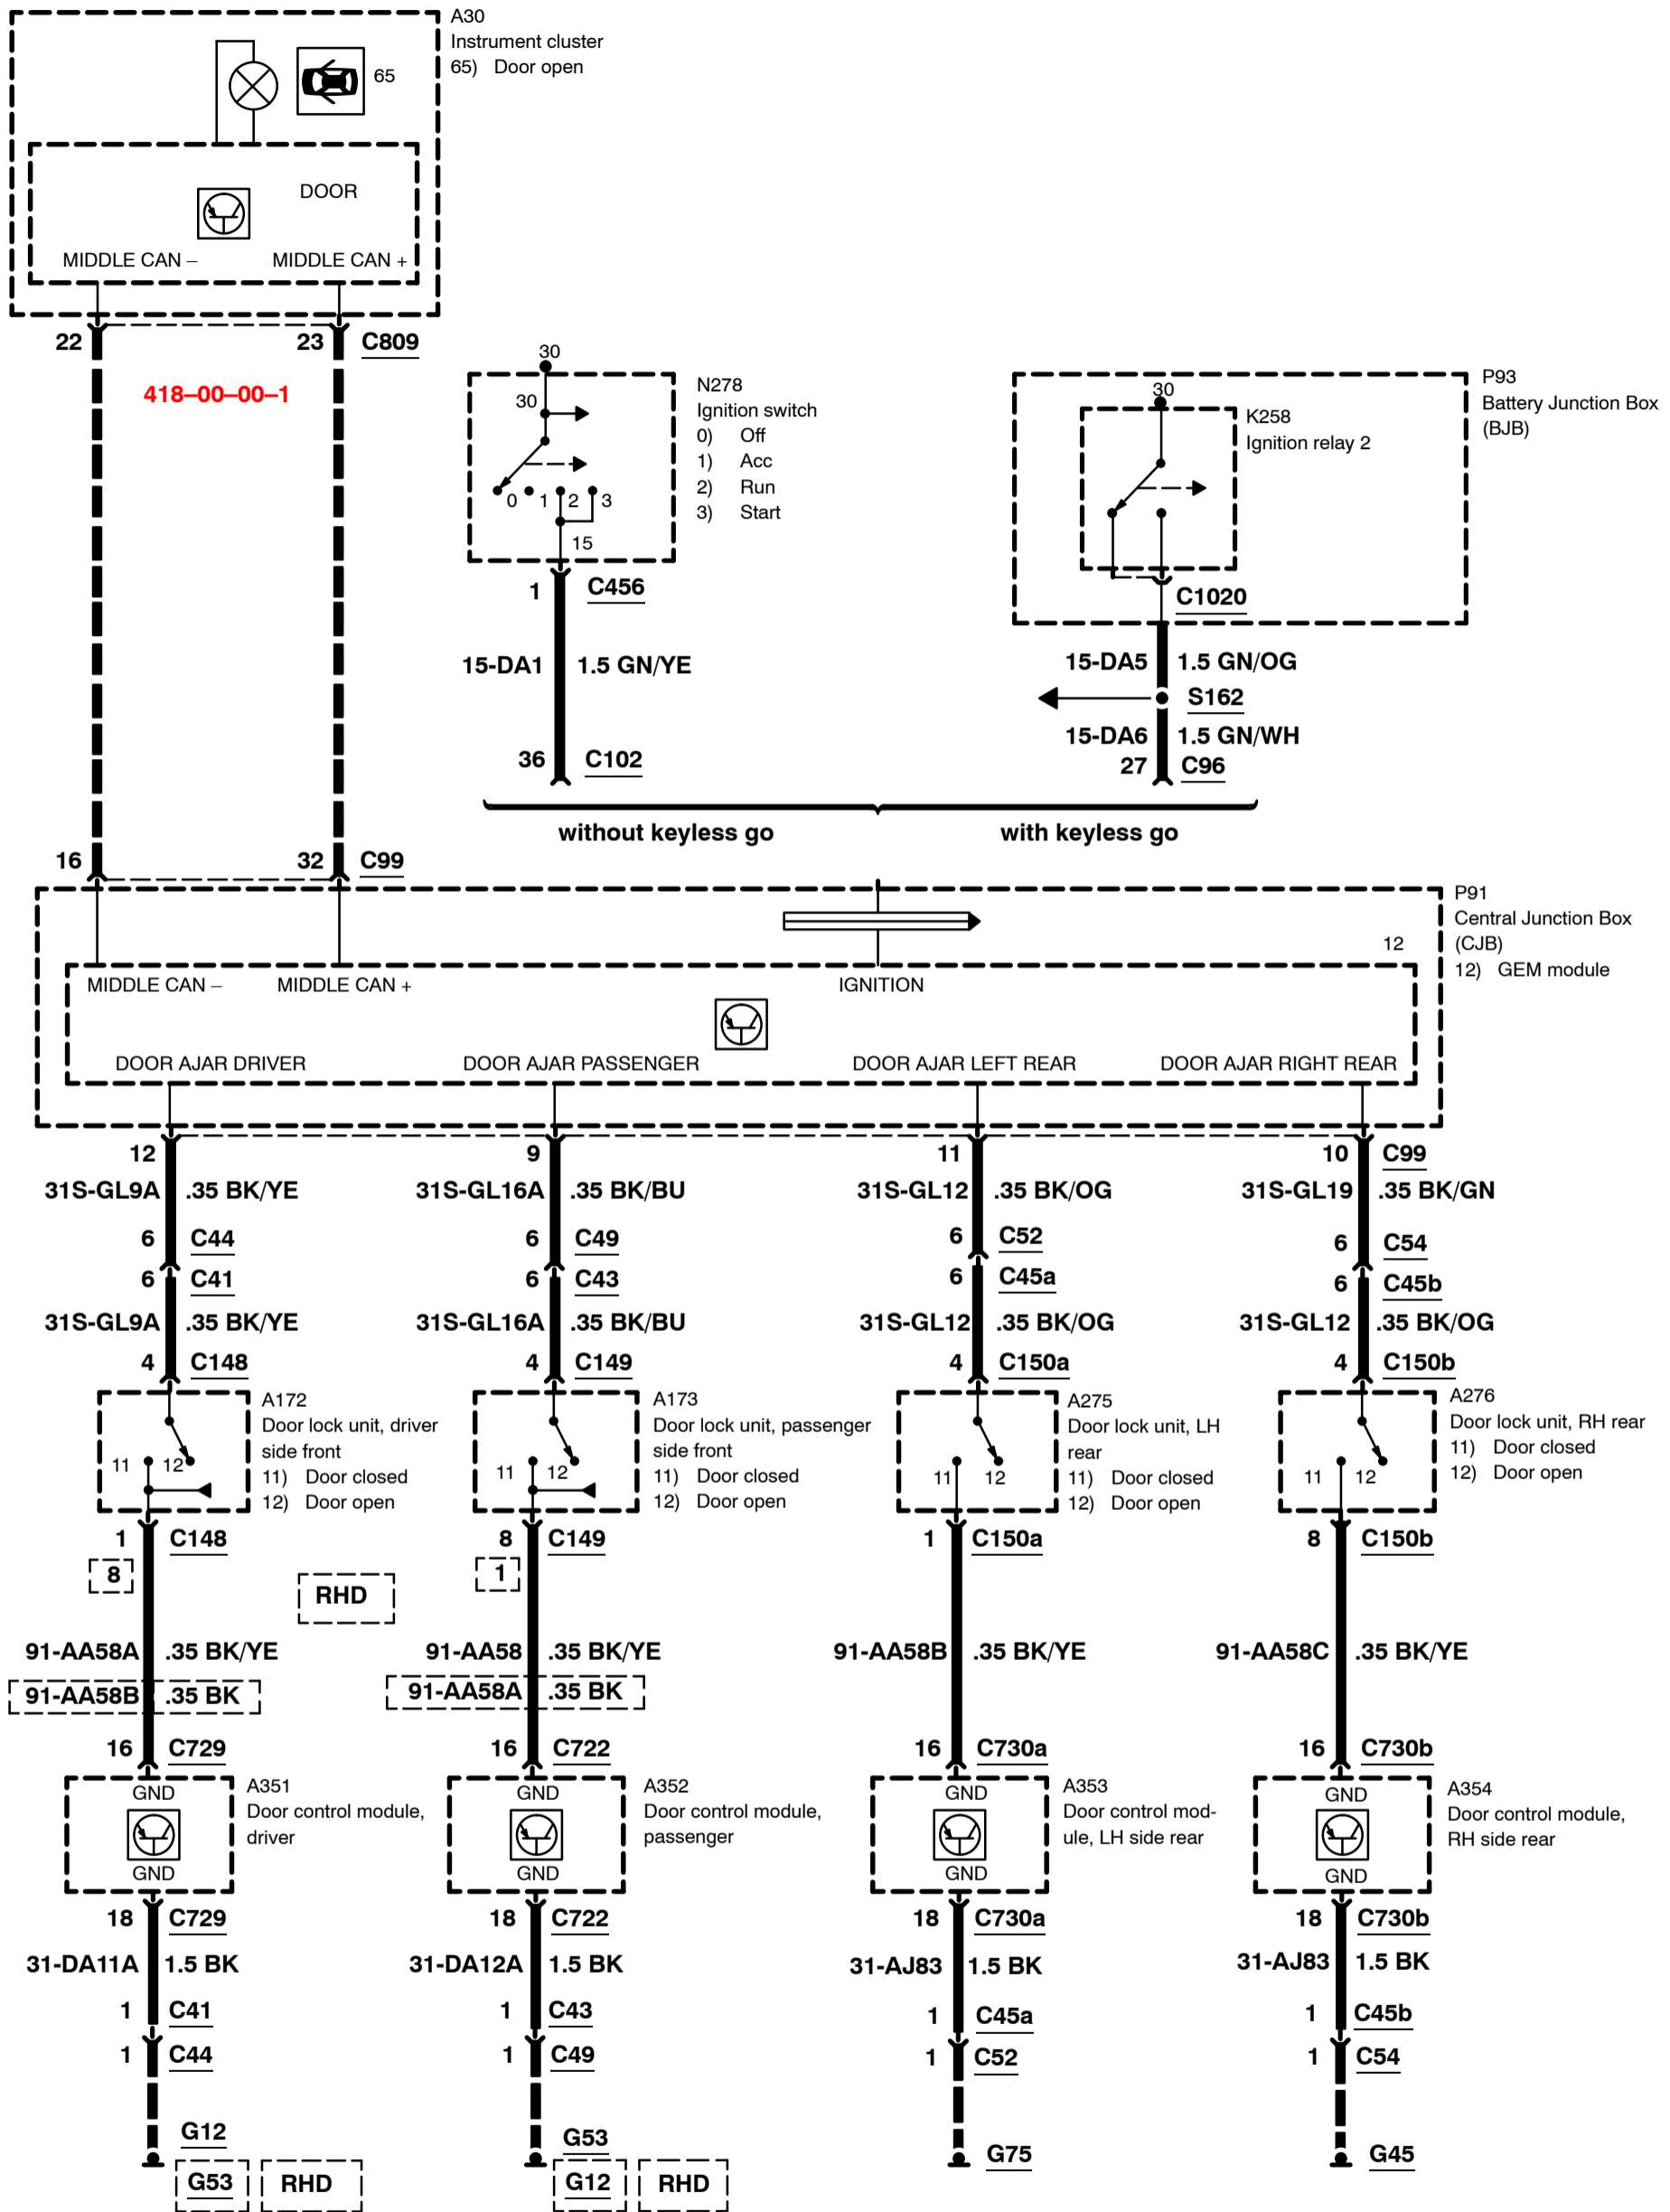 A30
Instrument cluster
65) Door open
65
DOOR
MIDDLE CAN – MIDDLE CAN +
22 23 C809
418–00–00–1
30
30
0 1 2 3
15
N278
Ignition switch
0) Off
1) Acc
2) Run
3) Start
1 C456
15-DA1 1.5 GN/YE
36 C102
P93
Battery Junction Box
(BJB)
30
K258
Ignition relay 2
C1020
15-DA5 1.5 GN/OG
S162
15-DA6 1.5 GN/WH
27 C96
without keyless go with keyless go
16 32 C99
P91
Central Junction Box
(CJB)
12) GEM module
12
MIDDLE CAN – MIDDLE CAN + IGNITION
DOOR AJAR DRIVER DOOR AJAR PASSENGER DOOR AJAR LEFT REAR DOOR AJAR RIGHT REAR
12 9 11 10 C99
31S-GL9A .35 BK/YE 31S-GL16A .35 BK/BU 31S-GL12 .35 BK/OG 31S-GL19 .35 BK/GN
6 C44 6 C49 6 C52 6 C54
6 C41 6 C43 6 C45a 6 C45b
31S-GL9A .35 BK/YE 31S-GL16A .35 BK/BU 31S-GL12 .35 BK/OG 31S-GL12 .35 BK/OG
4 C148 4 C149 4 C150a 4 C150b
A172
Door lock unit, driver
side front
11) Door closed
12) Door open
11 12
A173
Door lock unit, passenger
side front
11) Door closed
12) Door open
11 12
A275
Door lock unit, LH
rear
11) Door closed
12) Door open
11 12
A276
Door lock unit, RH rear
11) Door closed
12) Door open
11 12
1 C148 8 C149 1 C150a 8 C150b
8 RHD 1
91-AA58A .35 BK/YE 91-AA58 .35 BK/YE 91-AA58B .35 BK/YE 91-AA58C .35 BK/YE
91-AA58B .35 BK 91-AA58A .35 BK
16 C729 16 C722 16 C730a 16 C730b
GND GND GND GND
A351
Door control module,
driver
A352
Door control module,
passenger
A353
Door control mod-
ule, LH side rear
A354
Door control module,
RH side rear
GND GND GND GND
18 C729 18 C722 18 C730a 18 C730b
31-DA11A 1.5 BK 31-DA12A 1.5 BK 31-AJ83 1.5 BK 31-AJ83 1.5 BK
1 C41 1 C43 1 C45a 1 C45b
1 C44 1 C49 1 C52 1 C54
G12 G53 G75 G45
G53 RHD G12 RHD